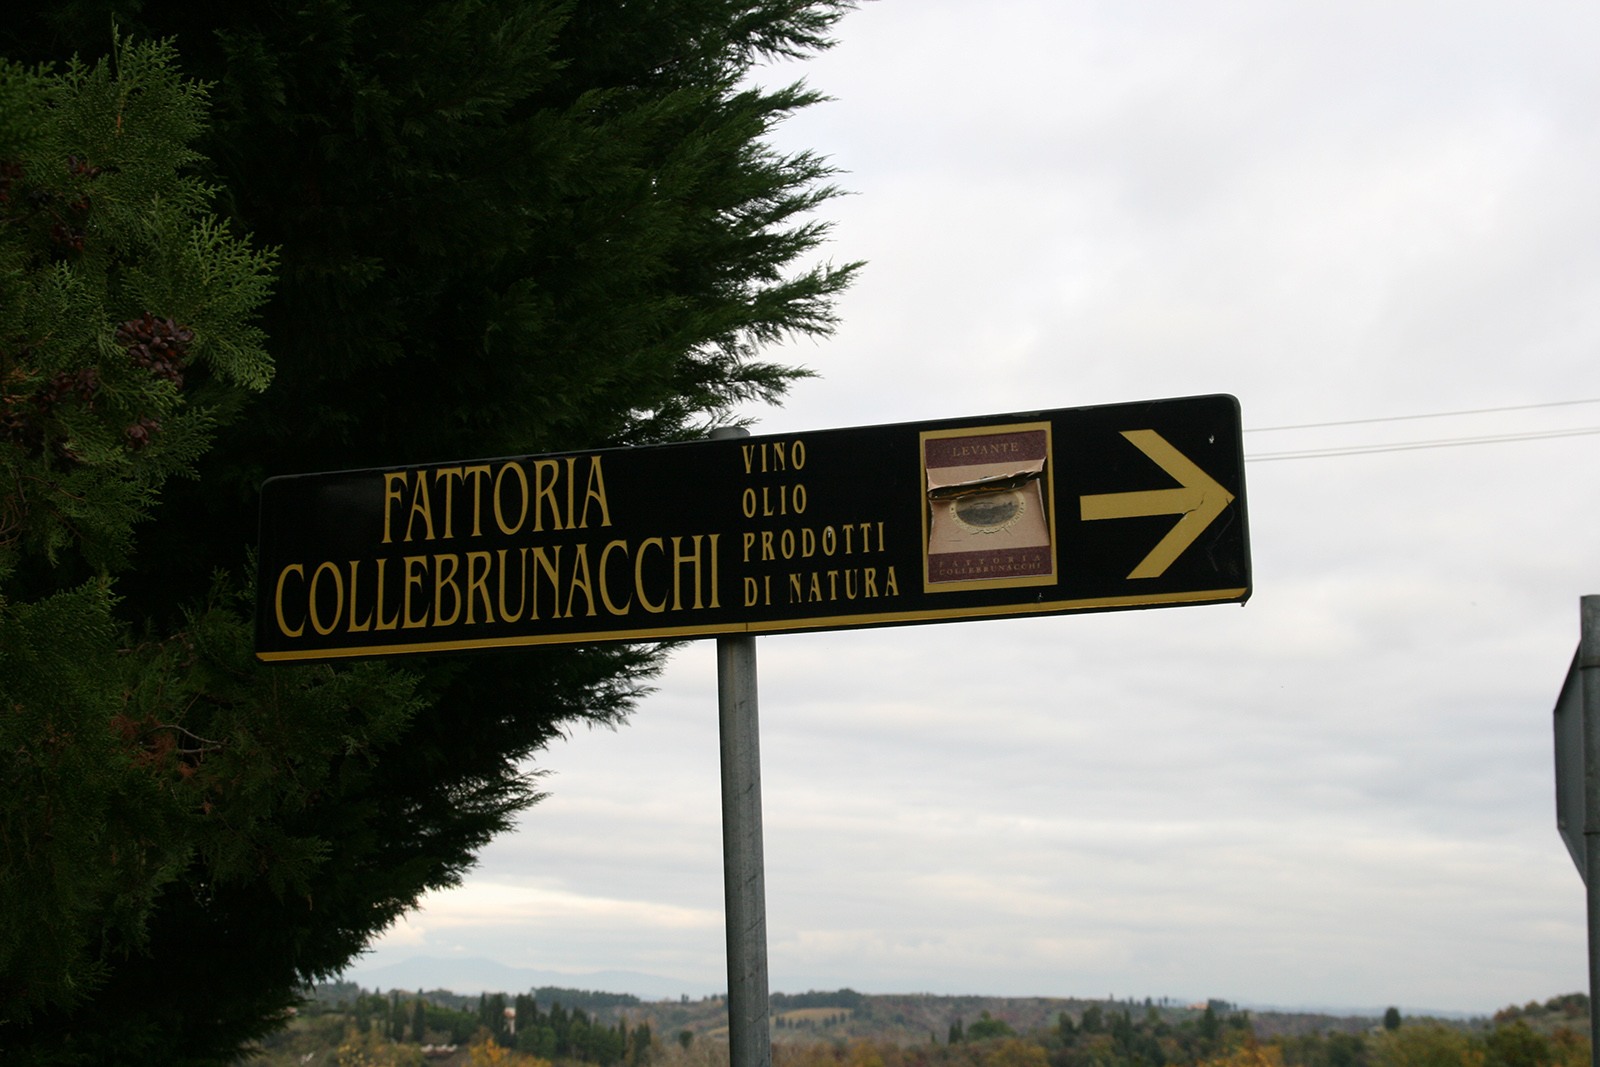 FATTORIA
COLLEBRUNACCHI
VINO
OLIO
PRODOTTI
DI NATURA
LEVANTE
FATTORIA
COLLEBRUNACCHI